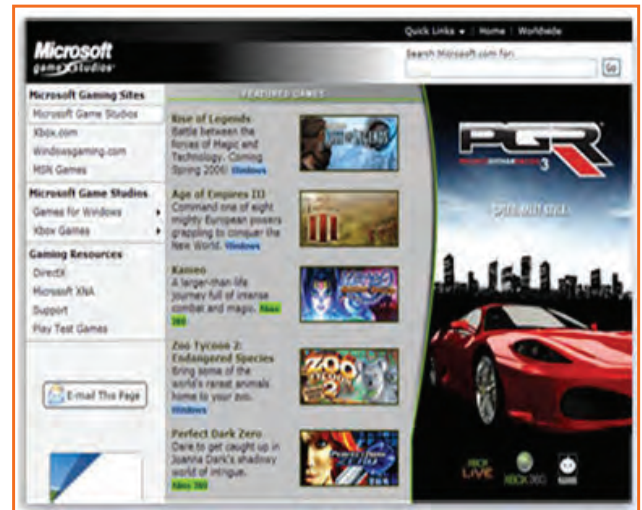 Quick Links Home Worldwide
Microsoft
game studios
Search Microsoft.com for:
Go
Microsoft Gaming Sites
Microsoft Game Studios
Xbox.com
Windowsgaming.com
MSN Games
Microsoft Game Studios
Games for Windows
Xbox Games
Gaming Resources
DirectX
Microsoft XNA
Support
Play Test Games
E-mail This Page
FEATURED GAMES
Rise of Legends
Battle between the
forces of Magic and
Technology. Coming
Spring 2006! Windows
Age of Empires III
Command one of eight
mighty European powers
grappling to conquer the
New World. Windows
Kameo
A larger-than-life
journey full of intense
combat and magic. Xbox
360
Zoo Tycoon 2:
Endangered Species
Bring some of the
world's rarest animals
home to your zoo.
Windows
ZOO
Perfect Dark Zero
Dare to get caught up in
Joanna Dark's shadowy
world of intrigue.
Xbox 360
PGR
3
XBOX
LIVE
XBOX 360